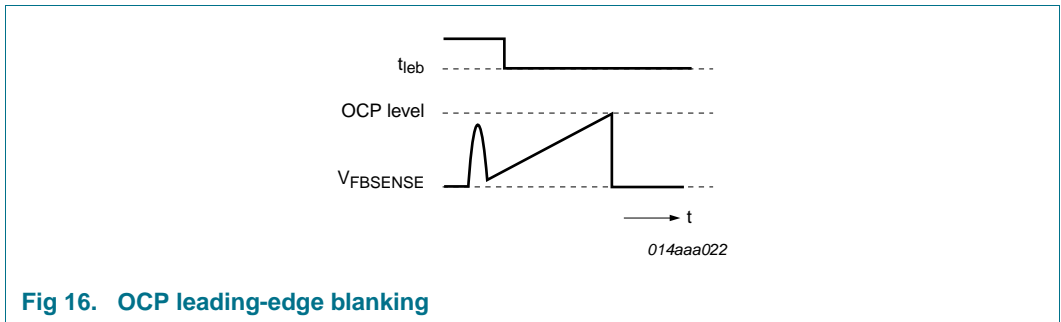 tleb
OCP level
VFBSENSE
t
014aaa022
Fig 16. OCP leading-edge blanking